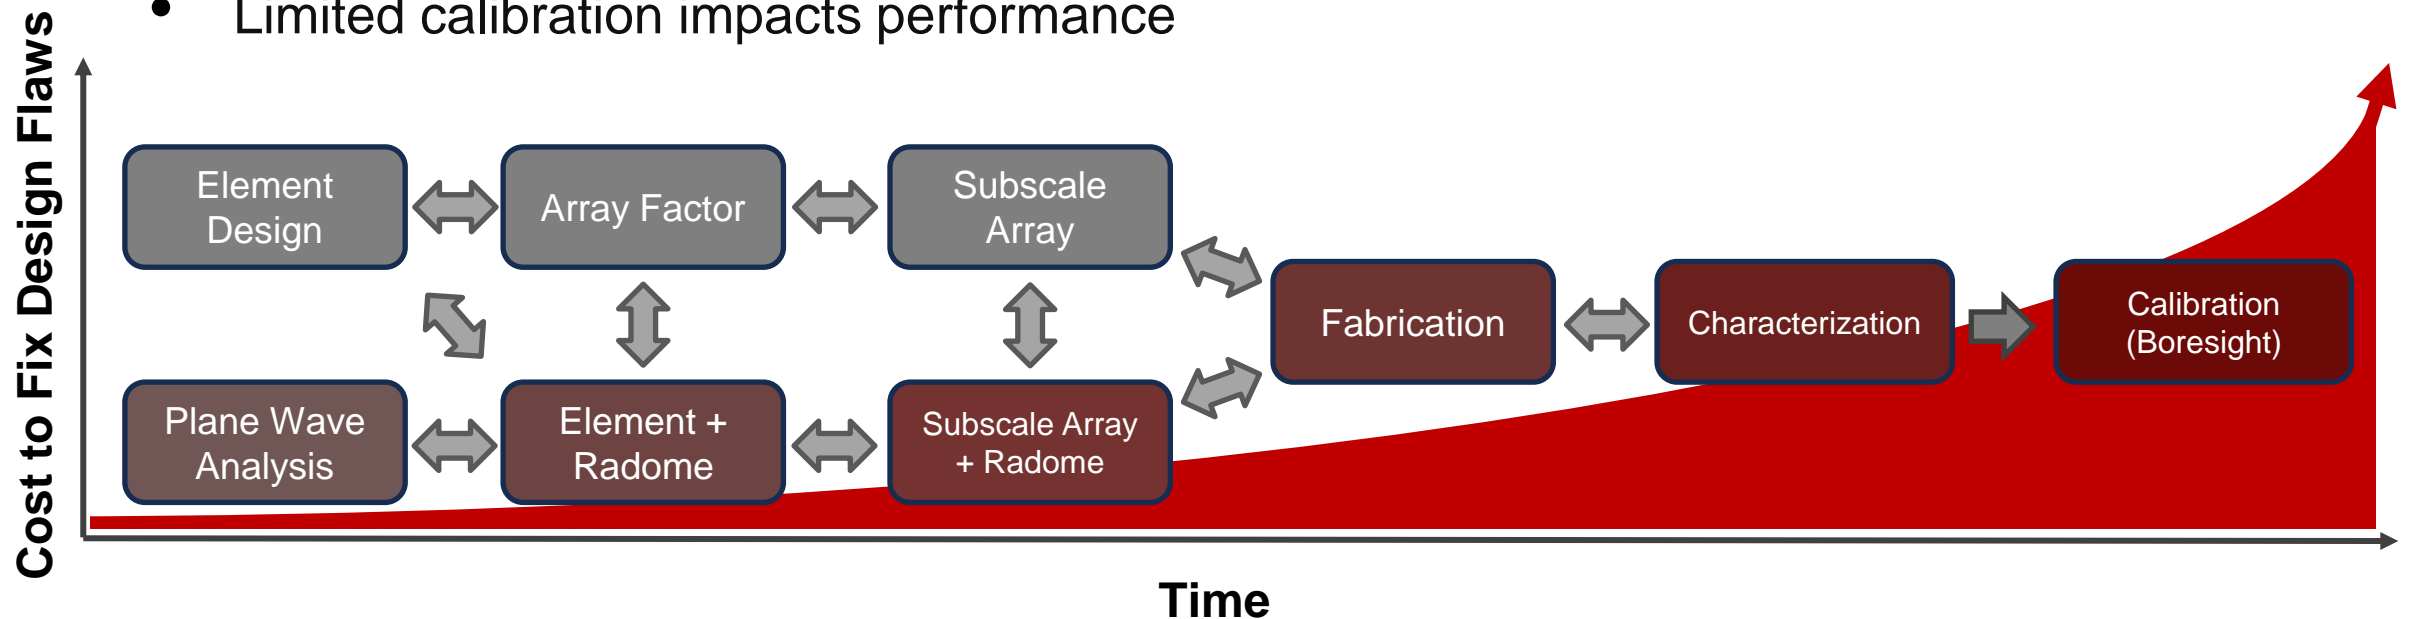 • Limited calibration impacts performance
Cost to Fix Design Flaws
Element
Design
Array Factor
Subscale
Array
Plane Wave
Analysis
Element +
Radome
Subscale Array
+ Radome
Fabrication
Characterization
Calibration
(Boresight)
Time